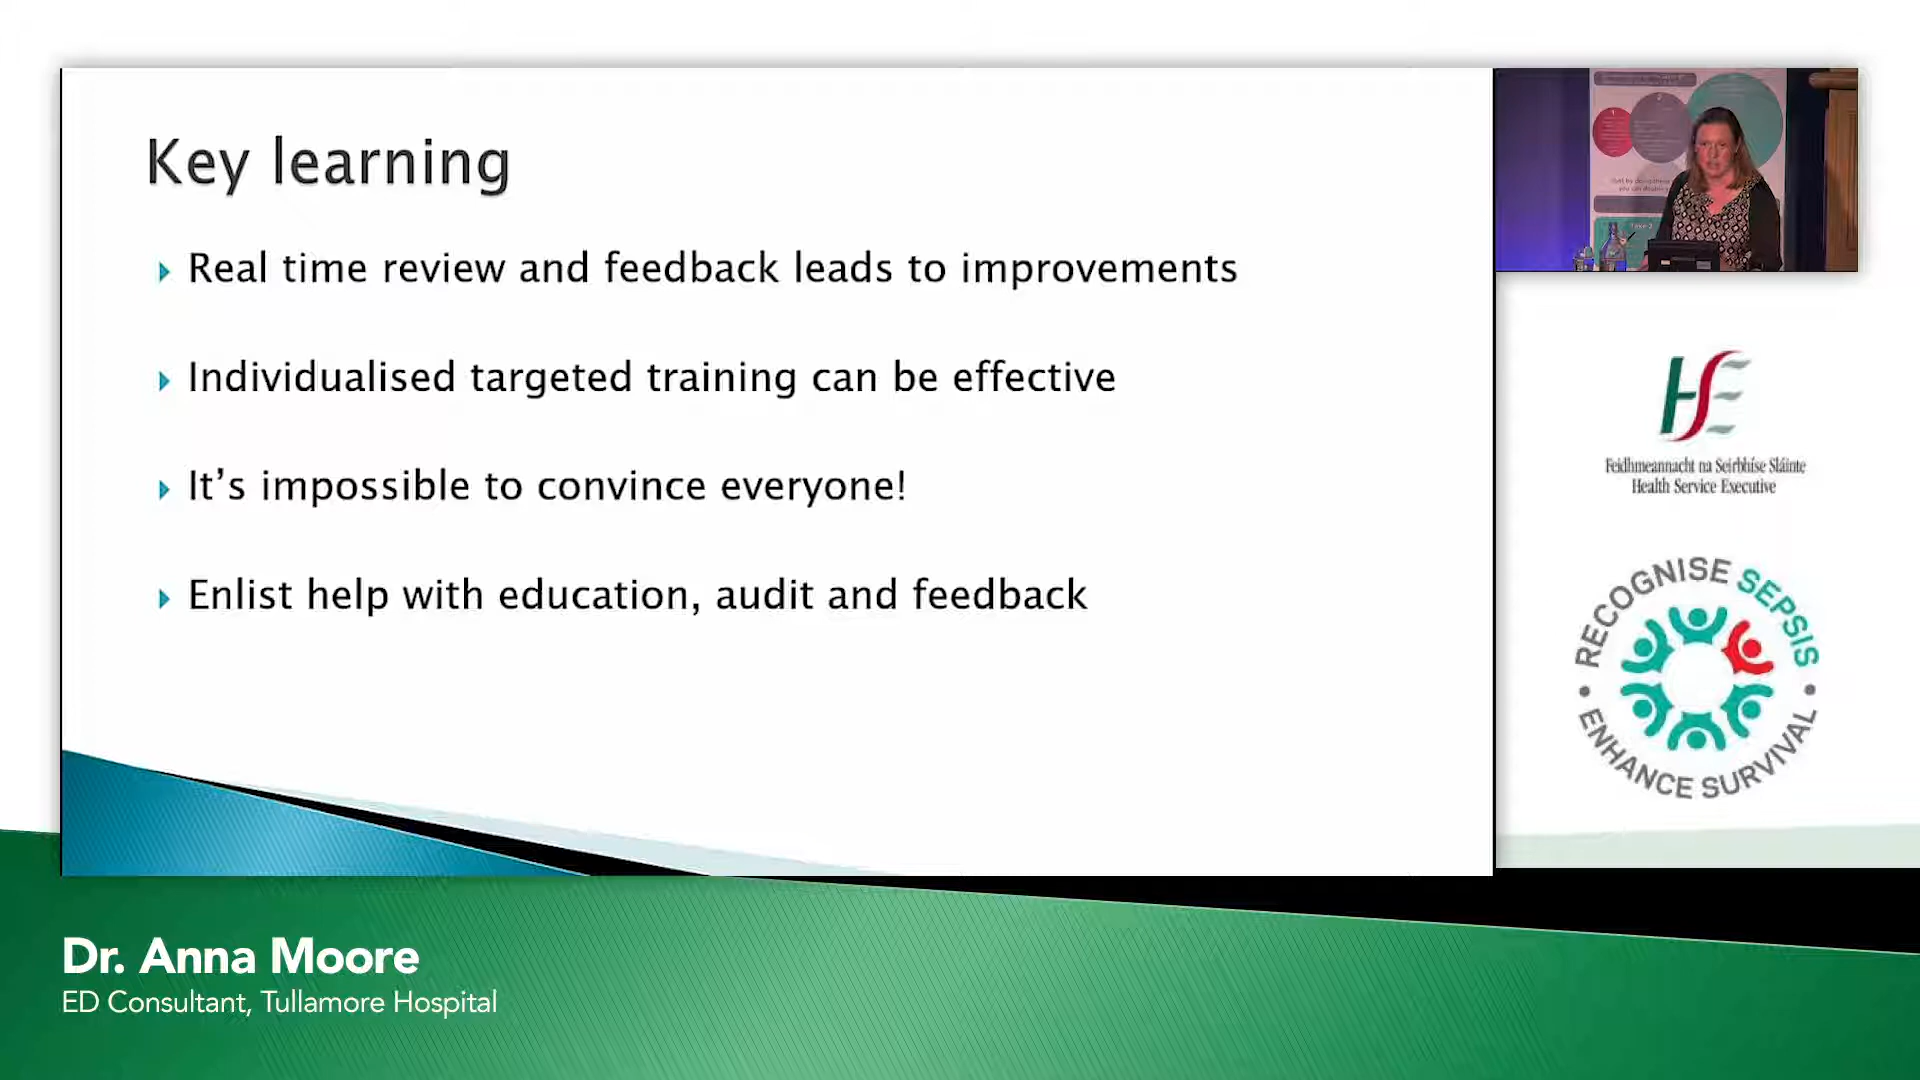 Key learning
Real time review and feedback leads to improvements
Individualised targeted training can be effective
It’s impossible to convince everyone!
Enlist help with education, audit and feedback
Feidhmeannacht na Seirbhíse Sláinte
Health Service Executive
RECOGNISE SEPSIS
ENHANCE SURVIVAL
Dr. Anna Moore
ED Consultant, Tullamore Hospital